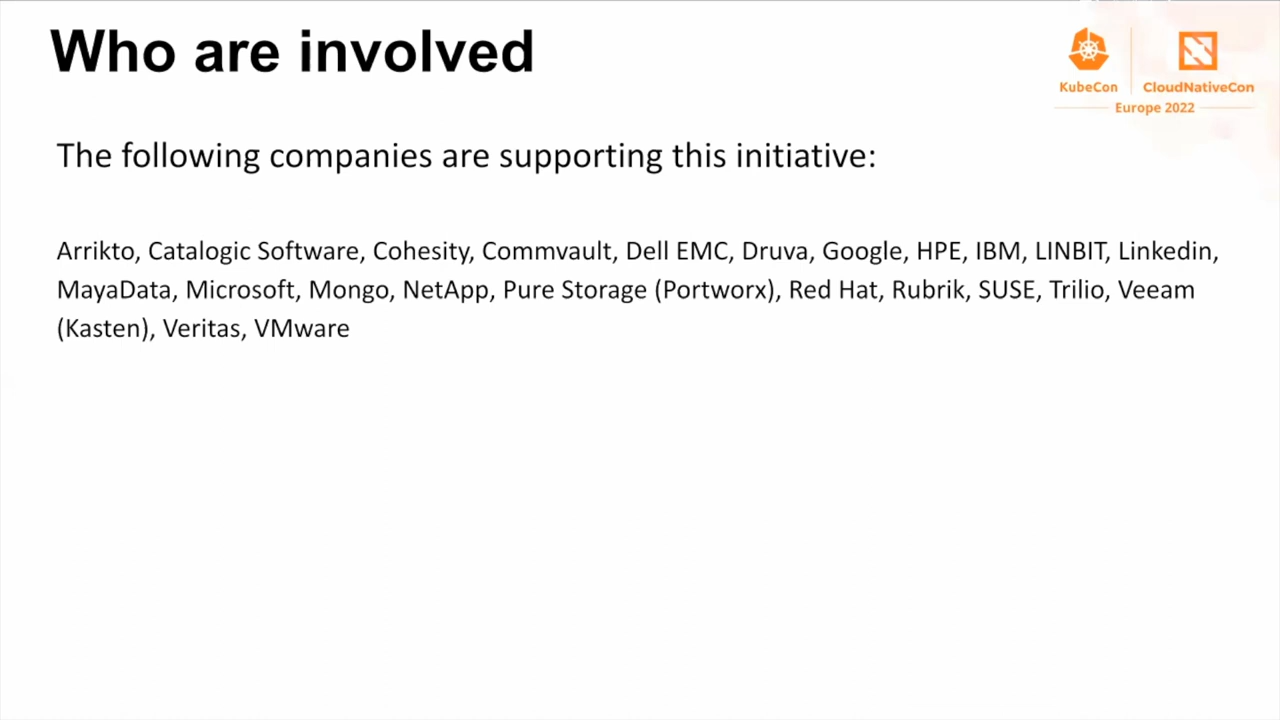 Who are involved
KubeCon
CloudNativeCon
Europe 2022
The following companies are supporting this initiative:
Arrikto, Catalogic Software, Cohesity, Commvault, Dell EMC, Druva, Google, HPE, IBM, LINBIT, Linkedin,
MayaData, Microsoft, Mongo, NetApp, Pure Storage (Portworx), Red Hat, Rubrik, SUSE, Trilio, Veeam
(Kasten), Veritas, VMware